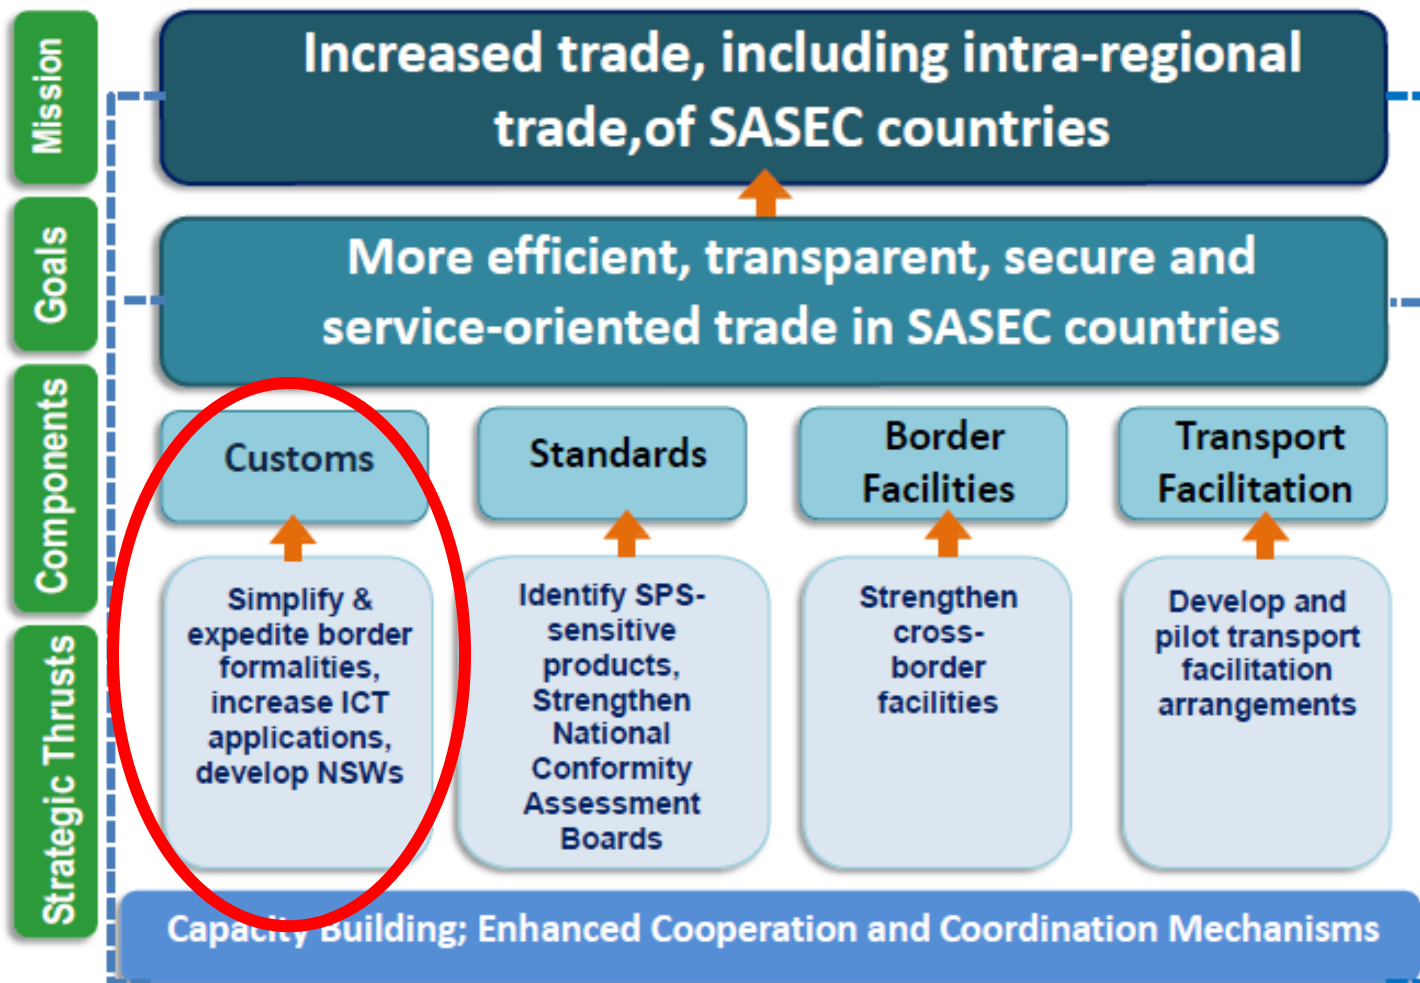 Mission
Increased trade, including intra-regional
trade,of SASEC countries
Goals
More efficient, transparent, secure and
service-oriented trade in SASEC countries
Components
Customs
Standards
Border
Facilities
Transport
Facilitation
Strategic Thrusts
Simplify &
expedite border
formalities,
increase ICT
applications,
develop NSWs
Identify SPS-
sensitive
products,
Strengthen
National
Conformity
Assessment
Boards
Strengthen
cross-
border
facilities
Develop and
pilot transport
facilitation
arrangements
Capacity Building; Enhanced Cooperation and Coordination Mechanisms